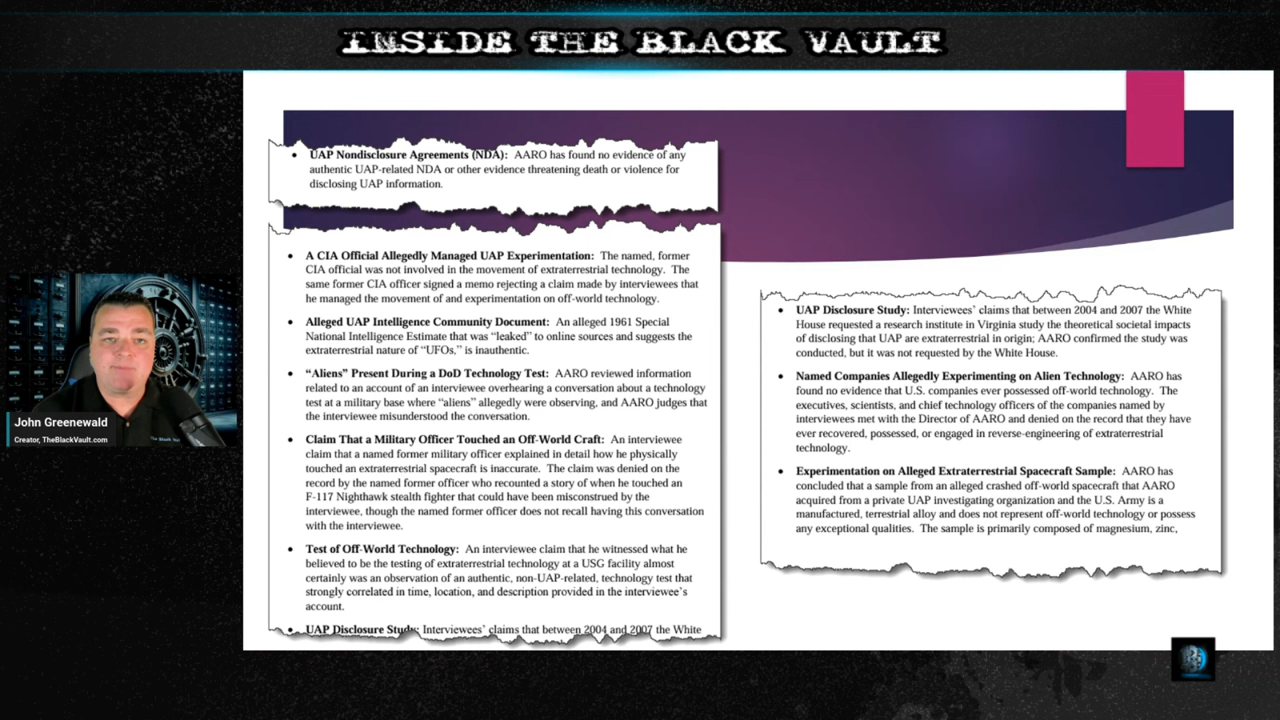 INSIDE THE BLACK VAULT
• UAP Nondisclosure Agreements (NDA): AARO has found no evidence of any
authentic UAP-related NDA or other evidence threatening death or violence for
disclosing UAP information.
• A CIA Official Allegedly Managed UAP Experimentation: The named, former
CIA official was not involved in the movement of extraterrestrial technology. The
same former CIA officer signed a memo rejecting a claim made by interviewees that
he managed the movement of and experimentation on off-world technology.
• Alleged UAP Intelligence Community Document: An alleged 1961 Special
National Intelligence Estimate that was “leaked” to online sources and suggests the
extraterrestrial nature of “UFOs,” is inauthentic.
• “Aliens” Present During a DoD Technology Test: AARO reviewed information
related to an account of an interviewee overhearing a conversation about a technology
test at a military base where “aliens” allegedly were observing, and AARO judges that
the interviewee misunderstood the conversation.
• Claim That a Military Officer Touched an Off-World Craft: An interviewee
claim that a named former military officer explained in detail how he physically
touched an extraterrestrial spacecraft is inaccurate. The claim was denied on the
record by the named former officer who recounted a story of when he touched an
F-117 Nighthawk stealth fighter that could have been misconstrued by the
interviewee, though the named former officer does not recall having this conversation
with the interviewee.
• Test of Off-World Technology: An interviewee claim that he witnessed what he
believed to be the testing of extraterrestrial technology at a USG facility almost
certainly was an observation of an authentic, non-UAP-related, technology test that
strongly correlated in time, location, and description provided in the interviewee’s
account.
• UAP Disclosure Study: Interviewees’ claims that between 2004 and 2007 the White
• UAP Disclosure Study: Interviewees’ claims that between 2004 and 2007 the White
House requested a research institute in Virginia study the theoretical societal impacts
of disclosing that UAP are extraterrestrial in origin; AARO confirmed the study was
conducted, but it was not requested by the White House.
• Named Companies Allegedly Experimenting on Alien Technology: AARO has
found no evidence that U.S. companies ever possessed off-world technology. The
executives, scientists, and chief technology officers of the companies named by
interviewees met with the Director of AARO and denied on the record that they have
ever recovered, possessed, or engaged in reverse-engineering of extraterrestrial
technology.
• Experimentation on Alleged Extraterrestrial Spacecraft Sample: AARO has
concluded that a sample from an alleged crashed off-world spacecraft that AARO
acquired from a private UAP investigating organization and the U.S. Army is a
manufactured, terrestrial alloy and does not represent off-world technology or possess
any exceptional qualities. The sample is primarily composed of magnesium, zinc,
John Greenewald
Creator, TheBlackVault.com